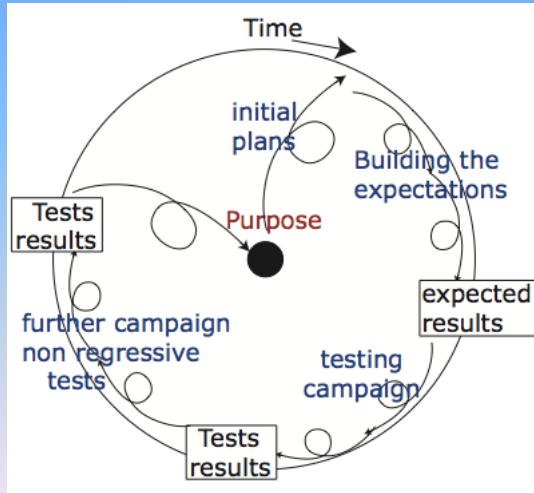 Time
initial
plans
Building the
expectations
Purpose
Tests
results
expected
results
further campaign
non regressive
tests
testing
campaign
Tests
results